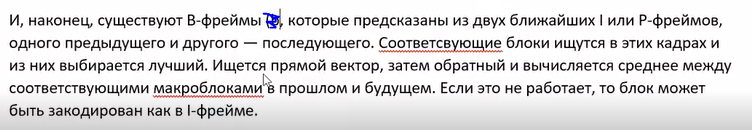 И, наконец, существуют B-фреймы, которые предсказаны из двух ближайших I или P-фреймов,
одного предыдущего и другого — последующего. Соответсвующие блоки ищутся в этих кадрах и
из них выбирается лучший. Ищется прямой вектор, затем обратный и вычисляется среднее между
соответствующими макроблоками в прошлом и будущем. Если это не работает, то блок может
быть закодирован как в I-фрейме.